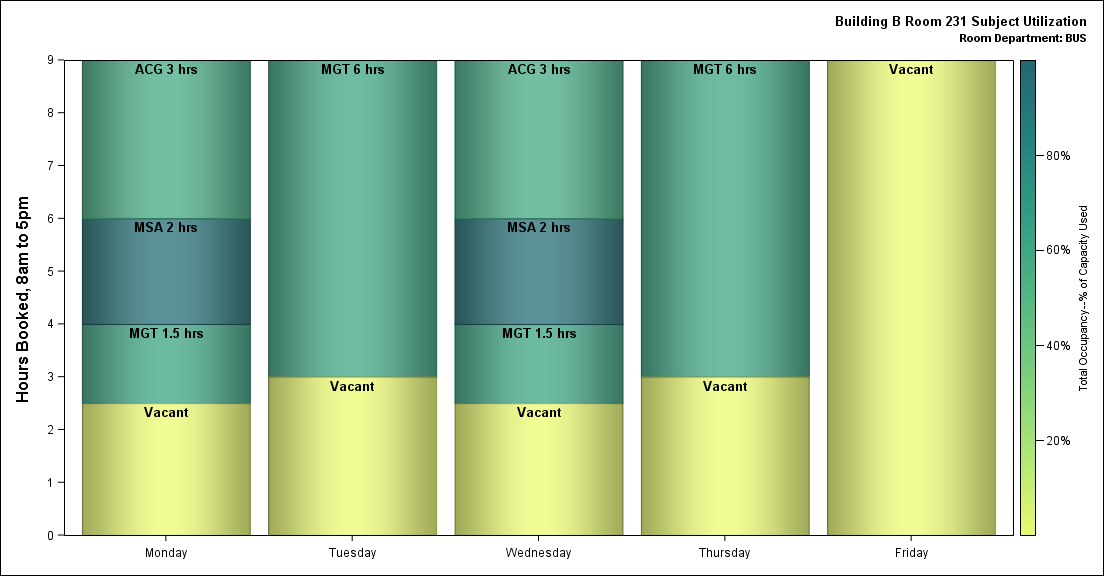 Building B Room 231 Subject Utilization
Room Department: BUS
Hours Booked, 8am to 5pm
9
8
7
6
5
4
3
2
1
0
ACG 3 hrs
MSA 2 hrs
MGT 1.5 hrs
Vacant
MGT 6 hrs
Vacant
ACG 3 hrs
MSA 2 hrs
MGT 1.5 hrs
Vacant
MGT 6 hrs
Vacant
Vacant
Monday
Tuesday
Wednesday
Thursday
Friday
80%
60%
40%
20%
Total Occupancy--% of Capacity Used